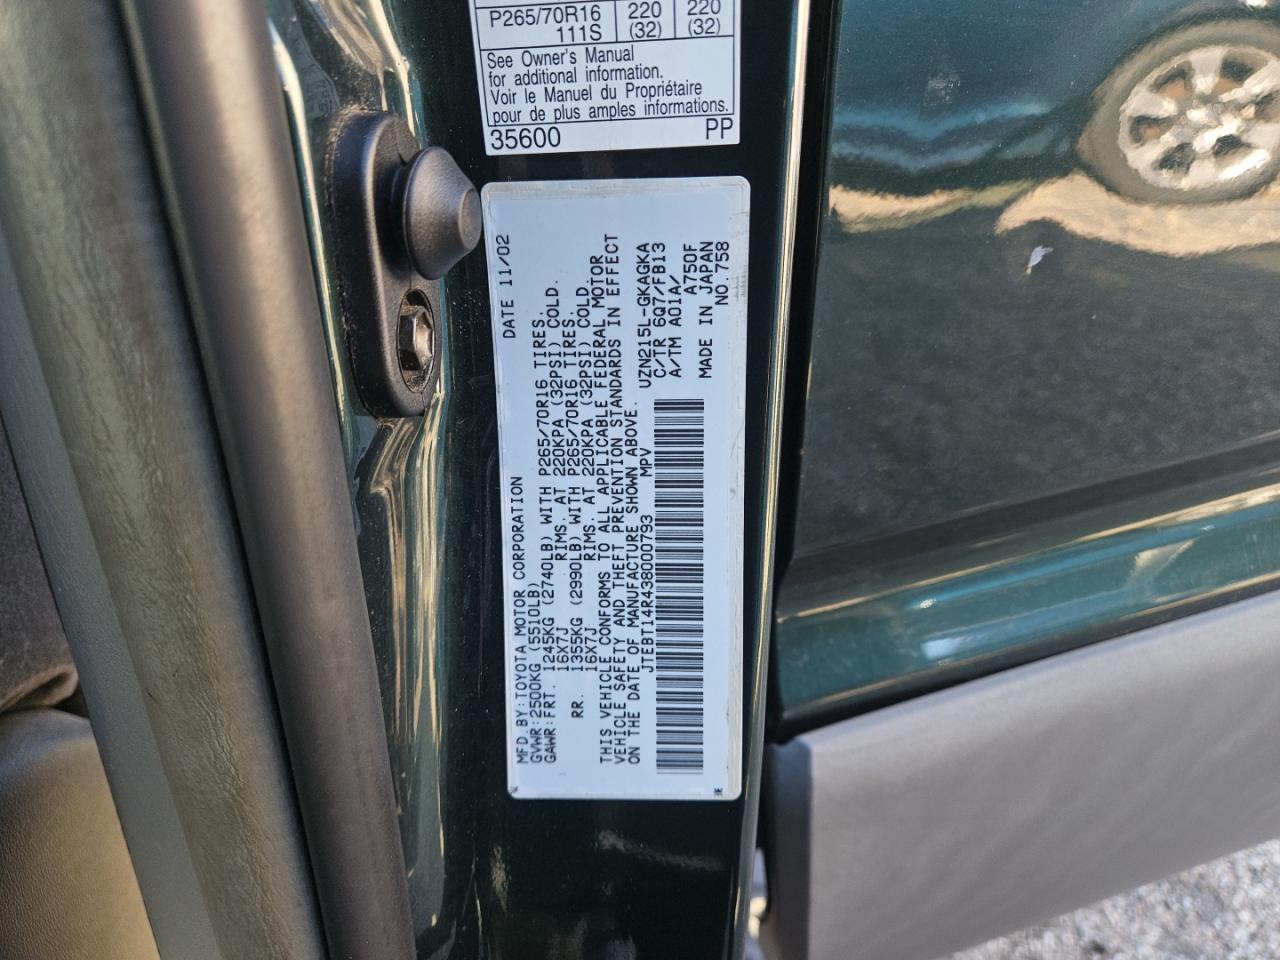 P265/70R16 220 220
111S (32) (32)
See Owner's Manual
for additional information.
Voir le Manuel du Propriétaire
pour de plus amples informations.
35600 PP
MFD.BY:TOYOTA MOTOR CORPORATION DATE 11/02
GVWR:2500KG(5510LB)
GAWR:FRT. 1245KG (2740LB) WITH P265/70R16 TIRES.
16X7J RIMS. AT 220KPA (32PSI) COLD.
RR. 1355KG (2990LB) WITH P265/70R16 TIRES.
16X7J RIMS. AT 220KPA (32PSI) COLD.
THIS VEHICLE CONFORMS TO ALL APPLICABLE FEDERAL MOTOR
VEHICLE SAFETY AND THEFT PREVENTION STANDARDS IN EFFECT
ON THE DATE OF MANUFACTURE SHOWN ABOVE.
JTEBT14R438000793 MPV
UZN215L-GKAGKA
C/TR 6Q7/FB13
A/TM A01A/
A750F
MADE IN JAPAN
NO.758